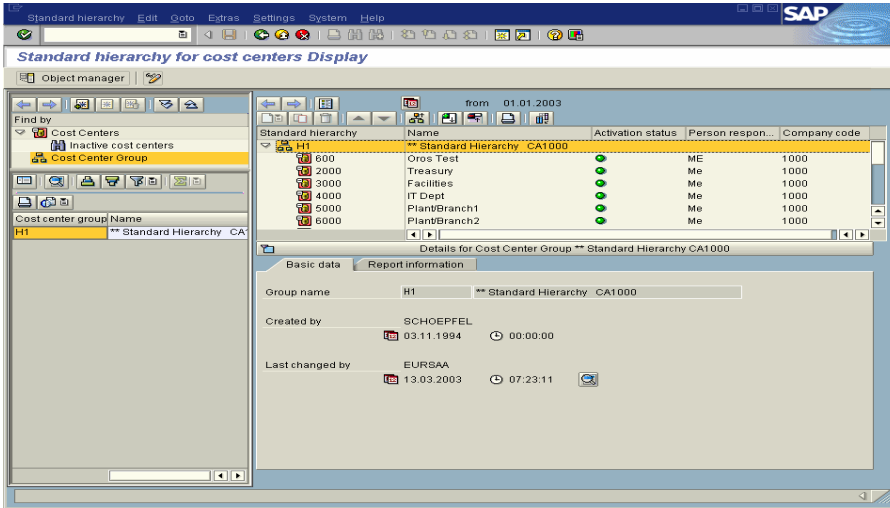 Standard hierarchy Edit Goto Extras Settings System Help
SAP
Standard hierarchy for cost centers Display
Object manager
from 01.01.2003
Find by
Cost Centers
Inactive cost centers
Cost Center Group
Standard hierarchy Name Activation status Person respon... Company code
H1 ** Standard Hierarchy CA1000
600 Oros Test ME 1000
2000 Treasury Me 1000
3000 Facilities Me 1000
4000 IT Dept Me 1000
5000 Plant/Branch1 Me 1000
6000 Plant/Branch2 Me 1000
Cost center group Name
H1 ** Standard Hierarchy CA1
Details for Cost Center Group ** Standard Hierarchy CA1000
Basic data Report information
Group name H1 ** Standard Hierarchy CA1000
Created by SCHOEPFEL
03.11.1994 00:00:00
Last changed by EURSAA
13.03.2003 07:23:11